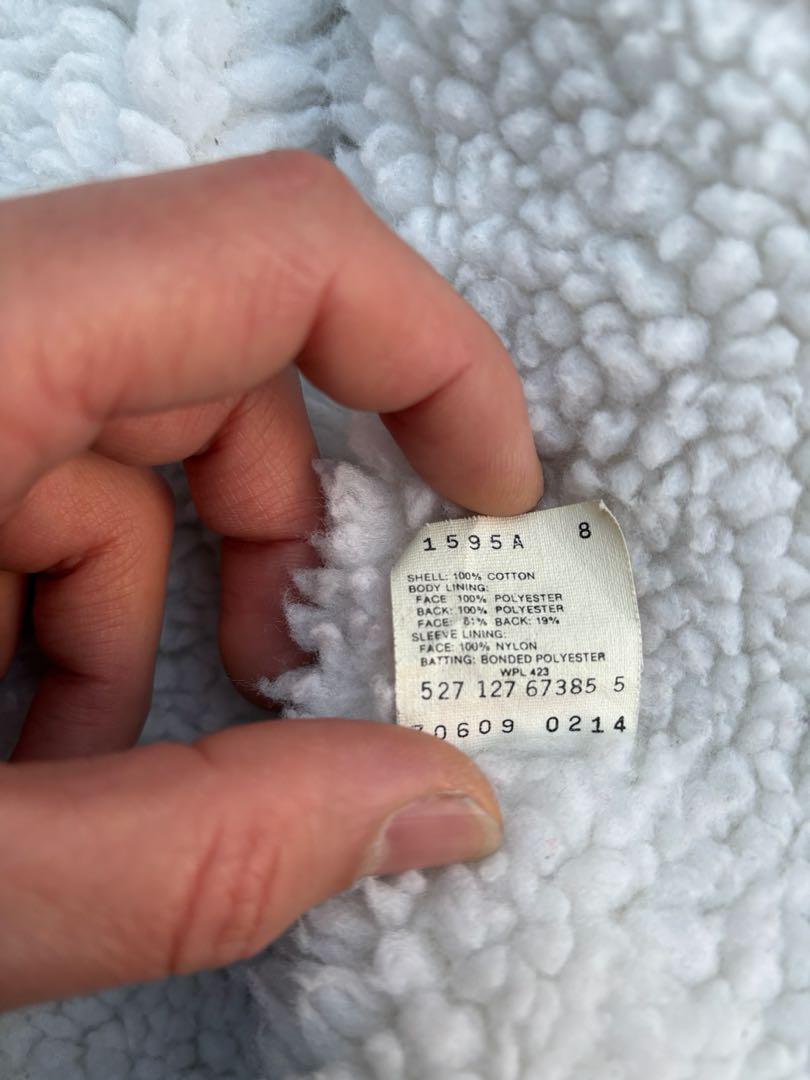 1595A 8
SHELL: 100% COTTON
BODY LINING:
FACE 100% POLYESTER
BACK: 100% POLYESTER
FACE: 81% BACK: 19%
SLEEVE LINING:
FACE: 100% NYLON
BATTING: BONDED POLYESTER
WPL 423
527 127 67385 5
0609 0214